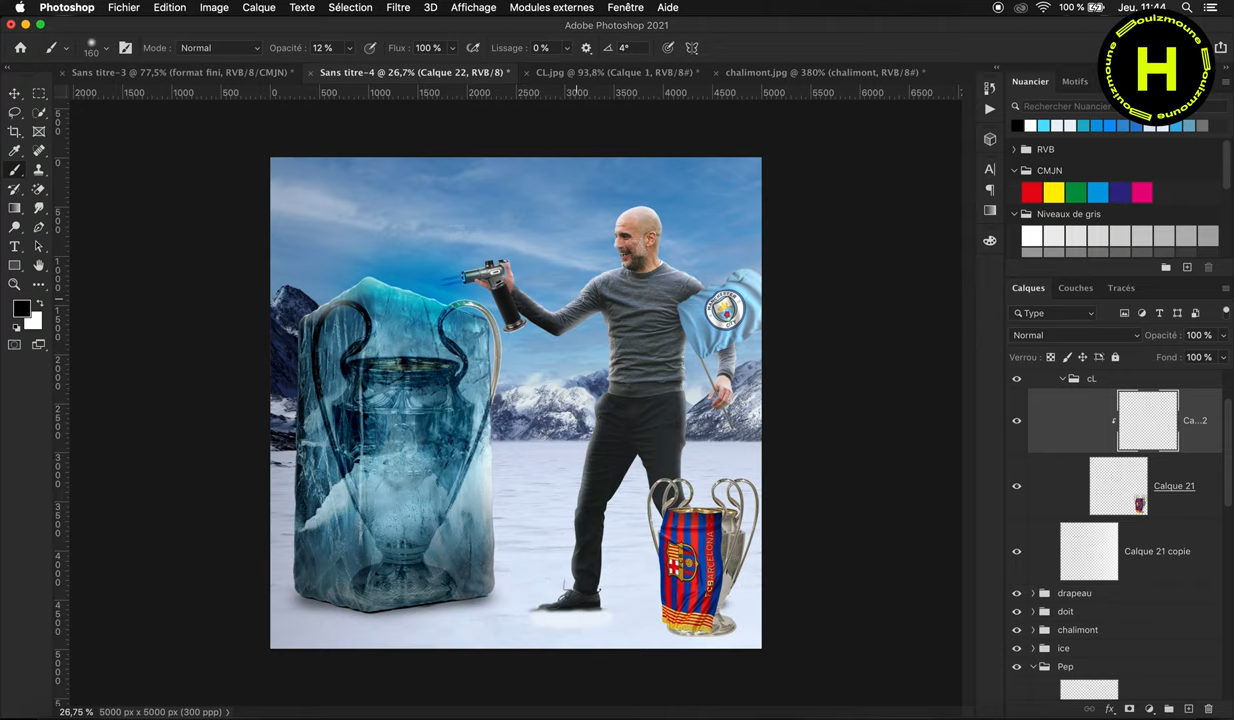 Photoshop Fichier Edition Image Calque Texte Sélection Filtre 3D Affichage Modules externes Fenêtre Aide 100 % Jeu. 11:44
Adobe Photoshop 2021
160 Mode : Normal Opacité : 12 % Flux : 100 % Lissage : 0 % 4°
Sans titre-3 @ 77,5% (format fini, RVB/8/CMJN) * Sans titre-4 @ 26,7% (Calque 22, RVB/8) * CL.jpg @ 93,8% (Calque 1, RVB/8#) * chalimont.jpg @ 380% (chalimont, RVB/8#) *
2000 1500 1000 500 0 500 1000 1500 2000 2500 3000 3500 4000 4500 5000 5500 6000 6500
Houizmoune
H
Houizmoune
Nuancier Motifs
Rechercher Nuancier
RVB
CMJN
Niveaux de gris
Calques Couches Tracés
Type
Normal Opacité : 100 %
Verrou : Fond : 100 %
cL
Ca...2
Calque 21
Calque 21 copie
drapeau
doit
chalimont
ice
Pep
MANCHESTER
CITY
FC BARCELONA
26,75 % 5000 px x 5000 px (300 ppp)